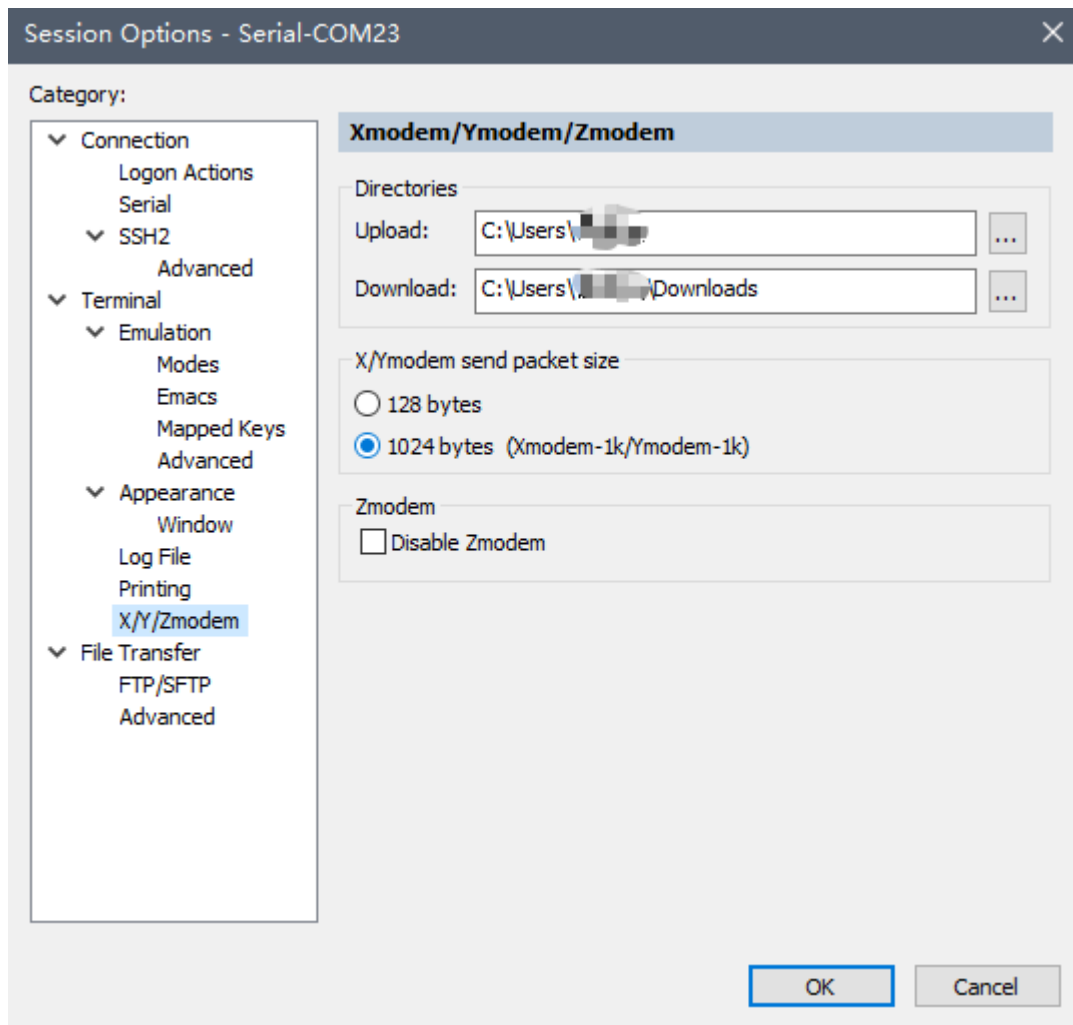 Session Options - Serial-COM23
Category:
Connection
Logon Actions
Serial
SSH2
Advanced
Terminal
Emulation
Modes
Emacs
Mapped Keys
Advanced
Appearance
Window
Log File
Printing
X/Y/Zmodem
File Transfer
FTP/SFTP
Advanced
Xmodem/Ymodem/Zmodem
Directories
Upload: C:\Users\
...
Download: C:\Users\ \Downloads
...
X/Ymodem send packet size
128 bytes
1024 bytes (Xmodem-1k/Ymodem-1k)
Zmodem
Disable Zmodem
OK
Cancel